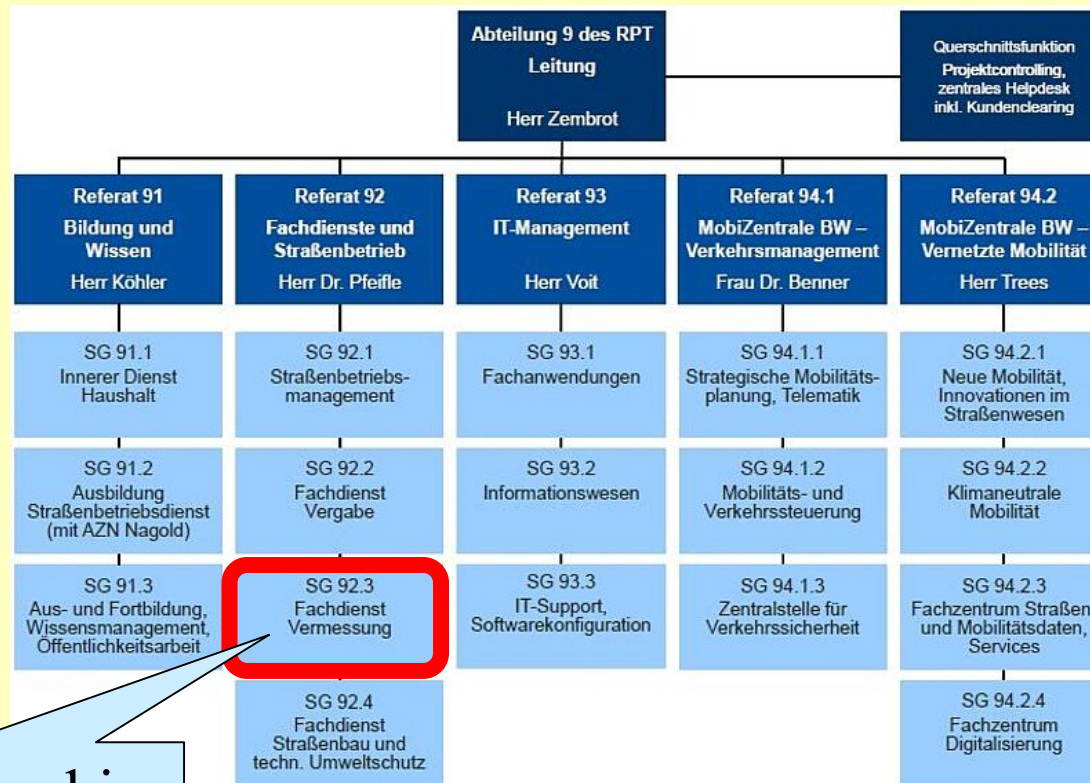 Abteilung 9 des RPT
Leitung
Herr Zembrot
Querschnittsfunktion
Projektcontrolling,
zentrales Helpdesk
inkl. Kundenclearing
Referat 91
Bildung und
Wissen
Herr Köhler
Referat 92
Fachdienste und
Straßenbetrieb
Herr Dr. Pfeifle
Referat 93
IT-Management
Herr Voit
Referat 94.1
MobiZentrale BW –
Verkehrsmanagement
Frau Dr. Benner
Referat 94.2
MobiZentrale BW –
Vernetzte Mobilität
Herr Trees
SG 91.1
Innerer Dienst
Haushalt
SG 92.1
Straßenbetriebs-
management
SG 93.1
Fachanwendungen
SG 94.1.1
Strategische Mobilitäts-
planung, Telematik
SG 94.2.1
Neue Mobilität,
Innovationen im
Straßenwesen
SG 91.2
Ausbildung
Straßenbetriebsdienst
(mit AZN Nagold)
SG 92.2
Fachdienst
Vergabe
SG 93.2
Informationswesen
SG 94.1.2
Mobilitäts- und
Verkehrssteuerung
SG 94.2.2
Klimaneutrale
Mobilität
SG 91.3
Aus- und Fortbildung,
Wissensmanagement,
Öffentlichkeitsarbeit
SG 92.3
Fachdienst
Vermessung
SG 93.3
IT-Support,
Softwarekonfiguration
SG 94.1.3
Zentralstelle für
Verkehrssicherheit
SG 94.2.3
Fachzentrum Straßen
und Mobilitätsdaten,
Services
SG 92.4
Fachdienst
Straßenbau und
techn. Umweltschutz
SG 94.2.4
Fachzentrum
Digitalisierung